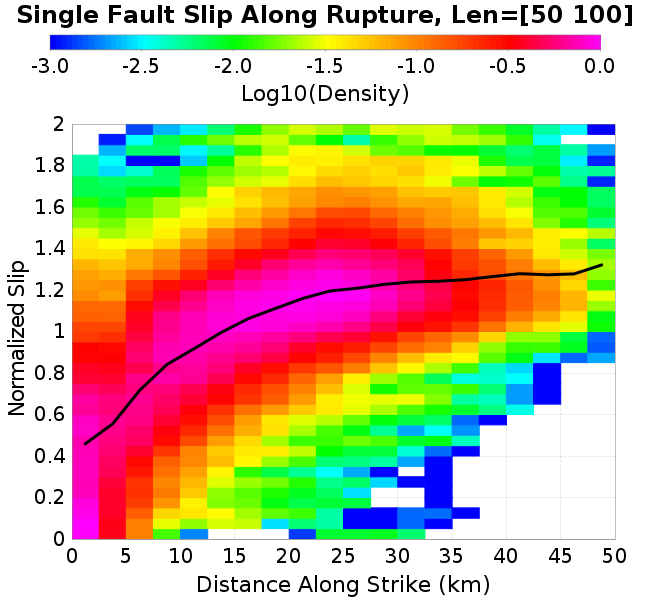 Single Fault Slip Along Rupture, Len=[50 100]
-3.0 -2.5 -2.0 -1.5 -1.0 -0.5 0.0
Log10(Density)
2
1.8
1.6
1.4
1.2
1
0.8
0.6
0.4
0.2
0
Normalized Slip
0 5 10 15 20 25 30 35 40 45 50
Distance Along Strike (km)